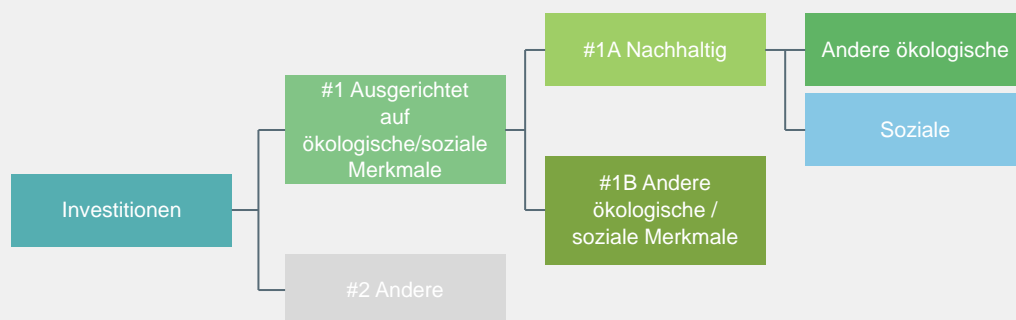 Investitionen
#1 Ausgerichtet
auf
ökologische/soziale
Merkmale
#2 Andere
#1A Nachhaltig
#1B Andere
ökologische /
soziale Merkmale
Andere ökologische
Soziale